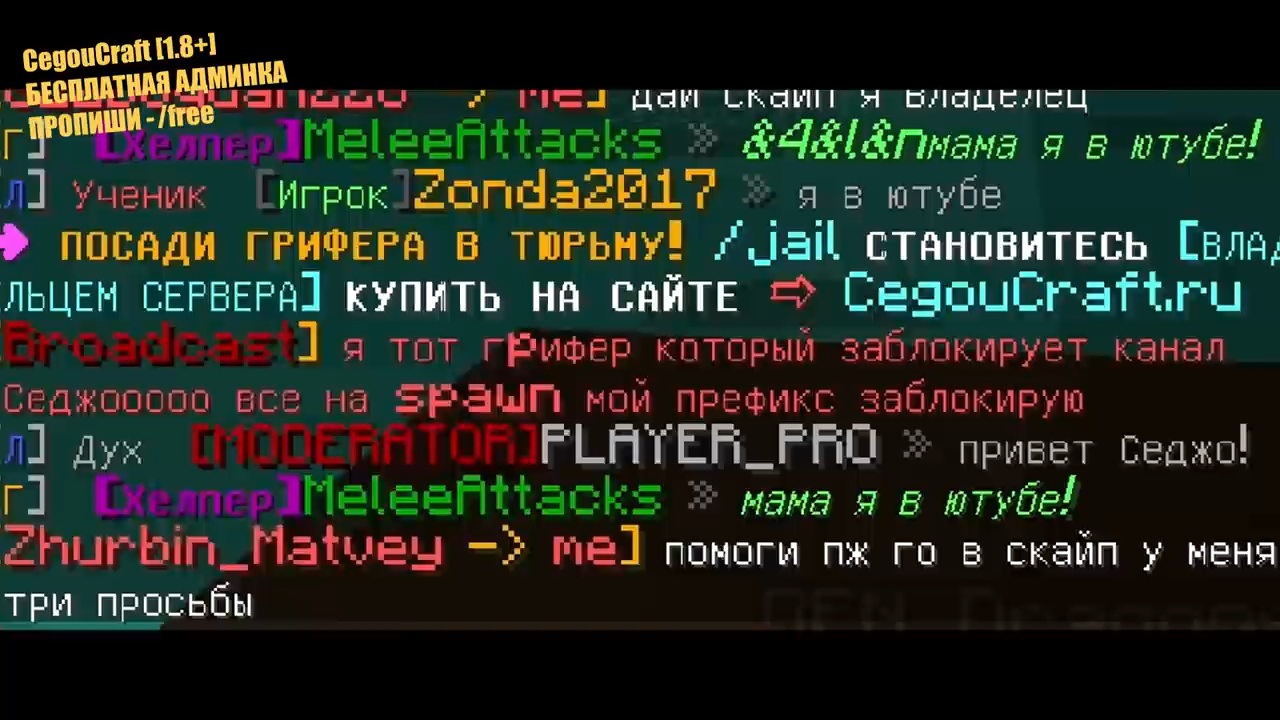 CegouCraft [1.8+]
БЕСПЛАТНАЯ АДМИНКА
ПРОПИШИ - /free
-> me] дай скайп я владелец
г] [Хелпер]MeleeAttacks » &4&l&nмама я в ютубе!
л] Ученик [Игрок]Zonda2017 » я в ютубе
ПОСАДИ ГРИФЕРА В ТЮРЬМУ! /jail СТАНОВИТЕСЬ [ВЛАД
ЛЬЦЕМ СЕРВЕРА] КУПИТЬ НА САЙТЕ ⇨ CegouCraft.ru
[Broadcast] я тот грифер который заблокирует канал
Седжооооо все на spawn мой префикс заблокирую
л] Дух [MODERATOR]PLAYER_PRO » привет Седжо!
г] [Хелпер]MeleeAttacks » мама я в ютубе!
[Zhurbin_Matvey -> me] помоги пж го в скайп у меня
три просьбы